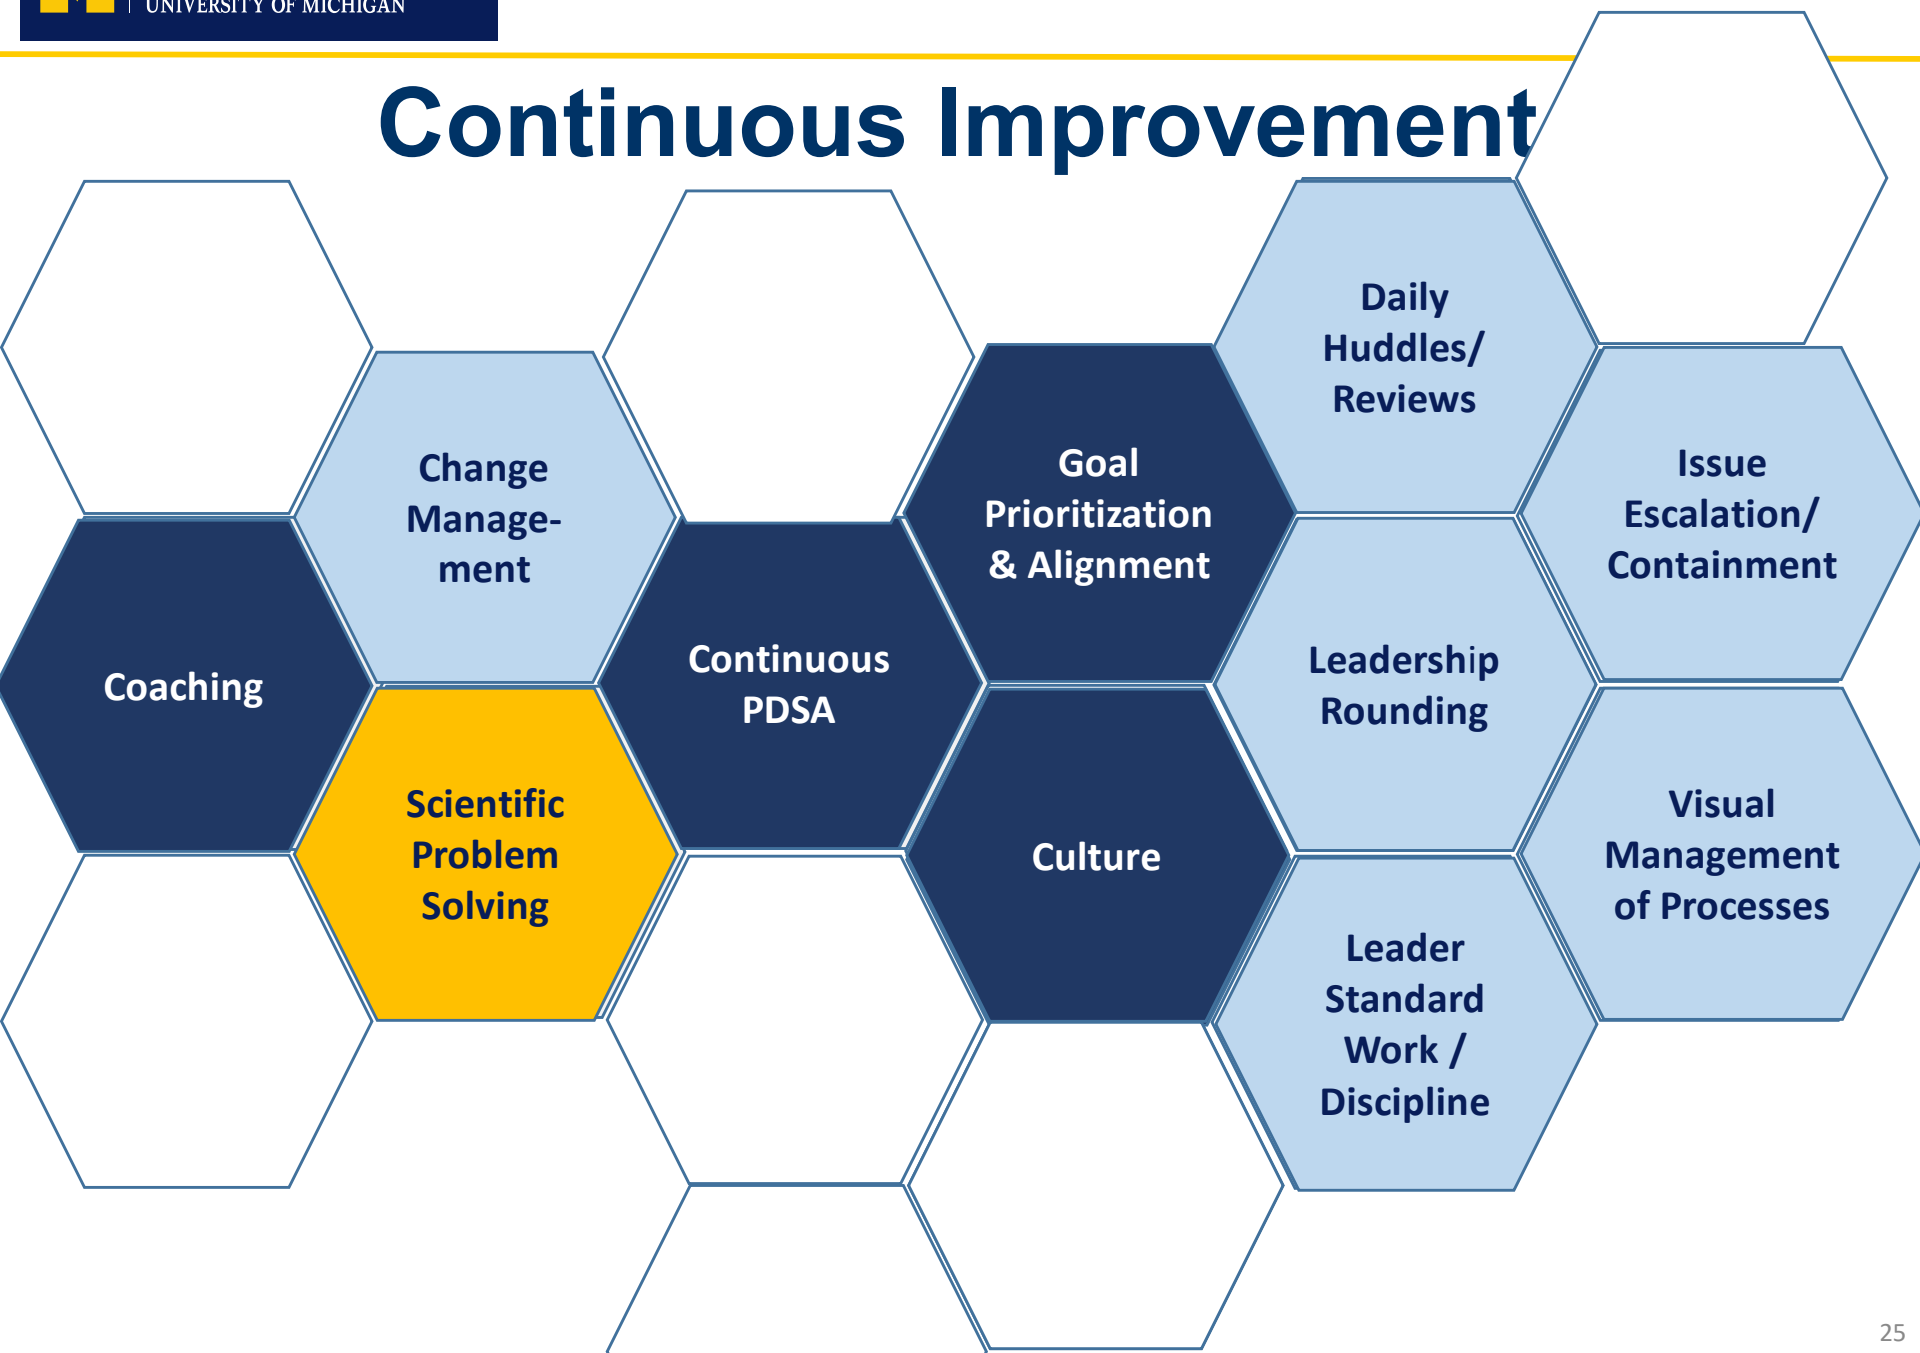 UNIVERSITY OF MICHIGAN
Continuous Improvement
Daily
Huddles/
Reviews
Change
Manage-
ment
Goal
Prioritization
& Alignment
Issue
Escalation/
Containment
Coaching
Continuous
PDSA
Leadership
Rounding
Scientific
Problem
Solving
Culture
Visual
Management
of Processes
Leader
Standard
Work /
Discipline
25